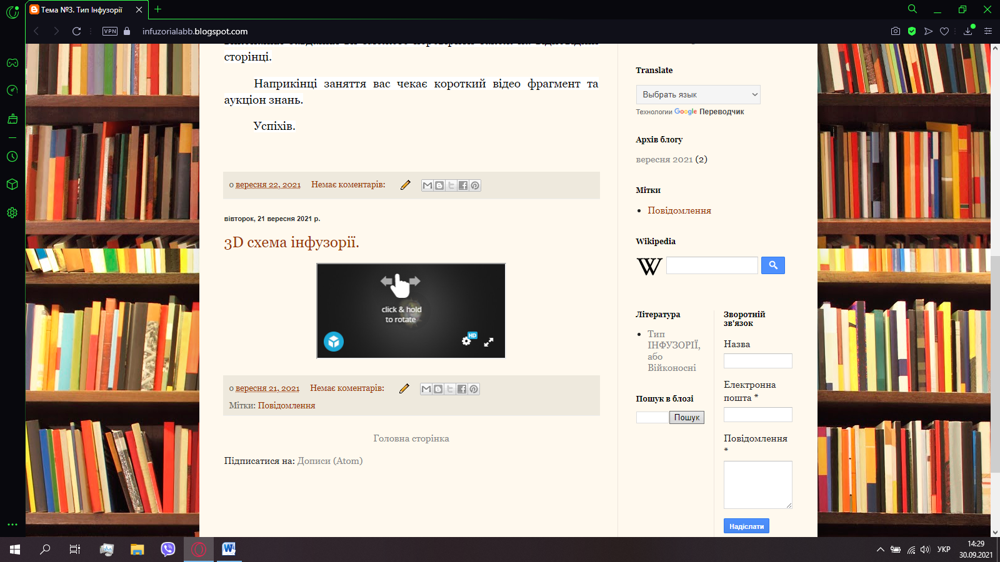 Тема №3. Тип Інфузорії
VPN
infuzorialabb.blogspot.com
сторінці.
Наприкінці заняття вас чекає короткий відео фрагмент та
аукціон знань.
Успіхів.
о вересня 22, 2021 Немає коментарів:
вівторок, 21 вересня 2021 р.
3D схема інфузорії.
click & hold
to rotate
HD
о вересня 21, 2021 Немає коментарів:
Мітки: Повідомлення
Головна сторінка
Підписатися на: Дописи (Atom)
Translate
Выбрать язык
Технологии Google Переводчик
Архів блогу
вересня 2021 (2)
Мітки
Повідомлення
Wikipedia
W
Література
Тип
ІНФУЗОРІЇ,
або
Війконосні
Пошук в блозі
Пошук
Зворотній
зв'язок
Назва
Електронна
пошта *
Повідомлення
*
Надіслати
УКР
14:29
30.09.2021